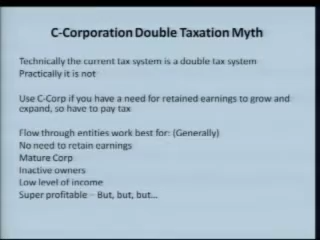 C-Corporation Double Taxation Myth
Technically the current tax system is a double tax system
Practically it is not
Use C-Corp if you have a need for retained earnings to grow and
expand, so have to pay tax
Flow through entities work best for: (Generally)
No need to retain earnings
Mature Corp
Inactive owners
Low level of income
Super profitable – But, but, but...